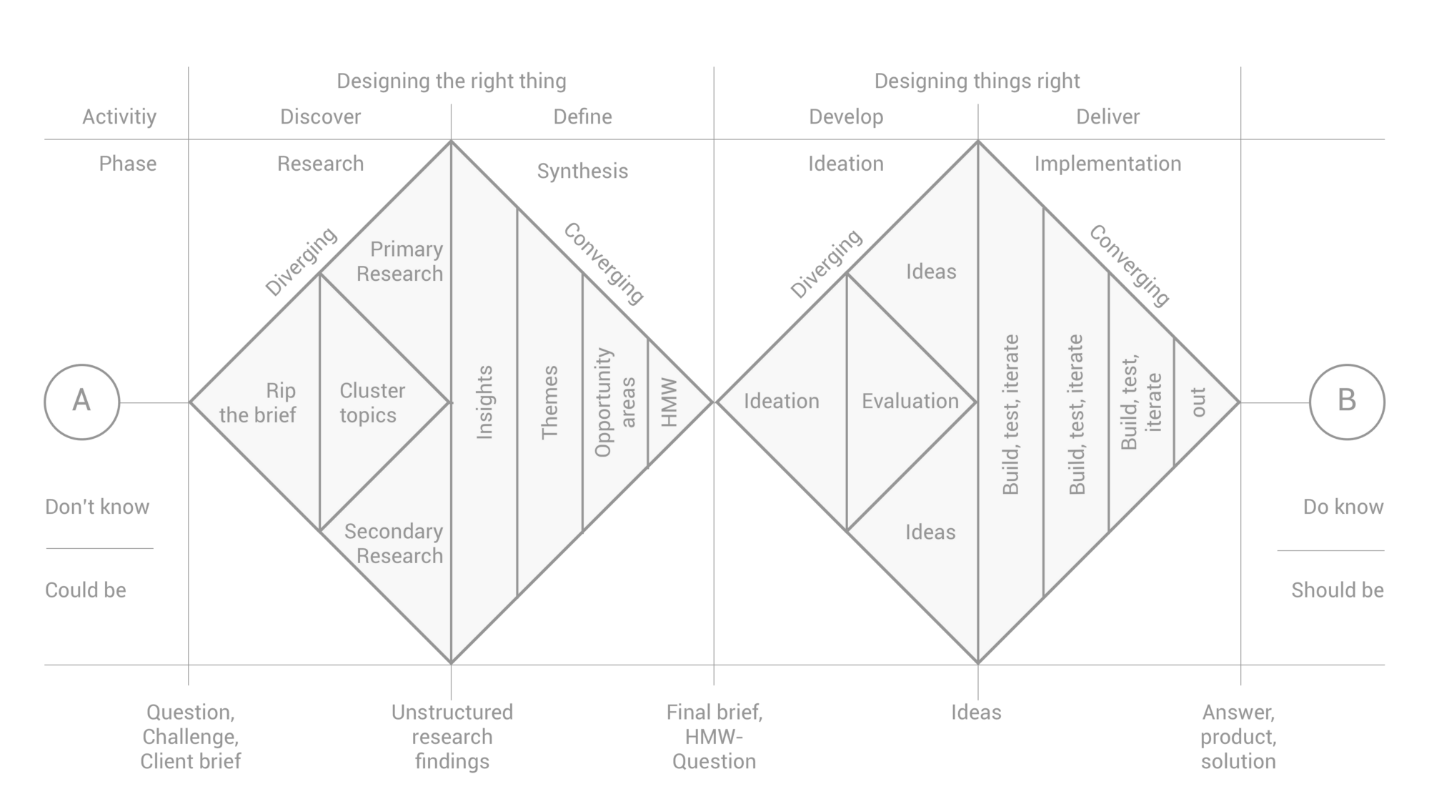 Designing the right thing
Designing things right
Activitiy
Discover
Define
Develop
Deliver
Phase
Research
Synthesis
Ideation
Implementation
Diverging
Converging
Diverging
Converging
Primary
Research
Ideas
A
Rip
the brief
Cluster
topics
Insights
Themes
Opportunity
areas
HMW
Ideation
Evaluation
Build, test, iterate
Build, test, iterate
Build, test,
iterate
out
B
Secondary
Research
Ideas
Don't know
Could be
Do know
Should be
Question,
Challenge,
Client brief
Unstructured
research
findings
Final brief,
HMW-
Question
Ideas
Answer,
product,
solution